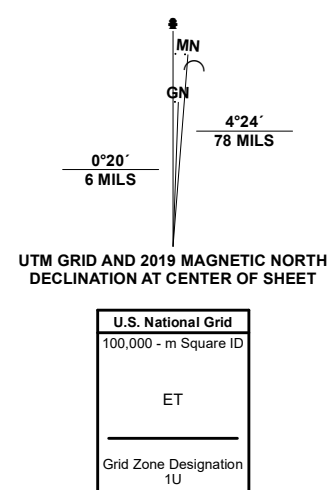 MN
GN
4°24´
78 MILS
0°20´
6 MILS
UTM GRID AND 2019 MAGNETIC NORTH
DECLINATION AT CENTER OF SHEET
U.S. National Grid
100,000 - m Square ID
ET
Grid Zone Designation
1U